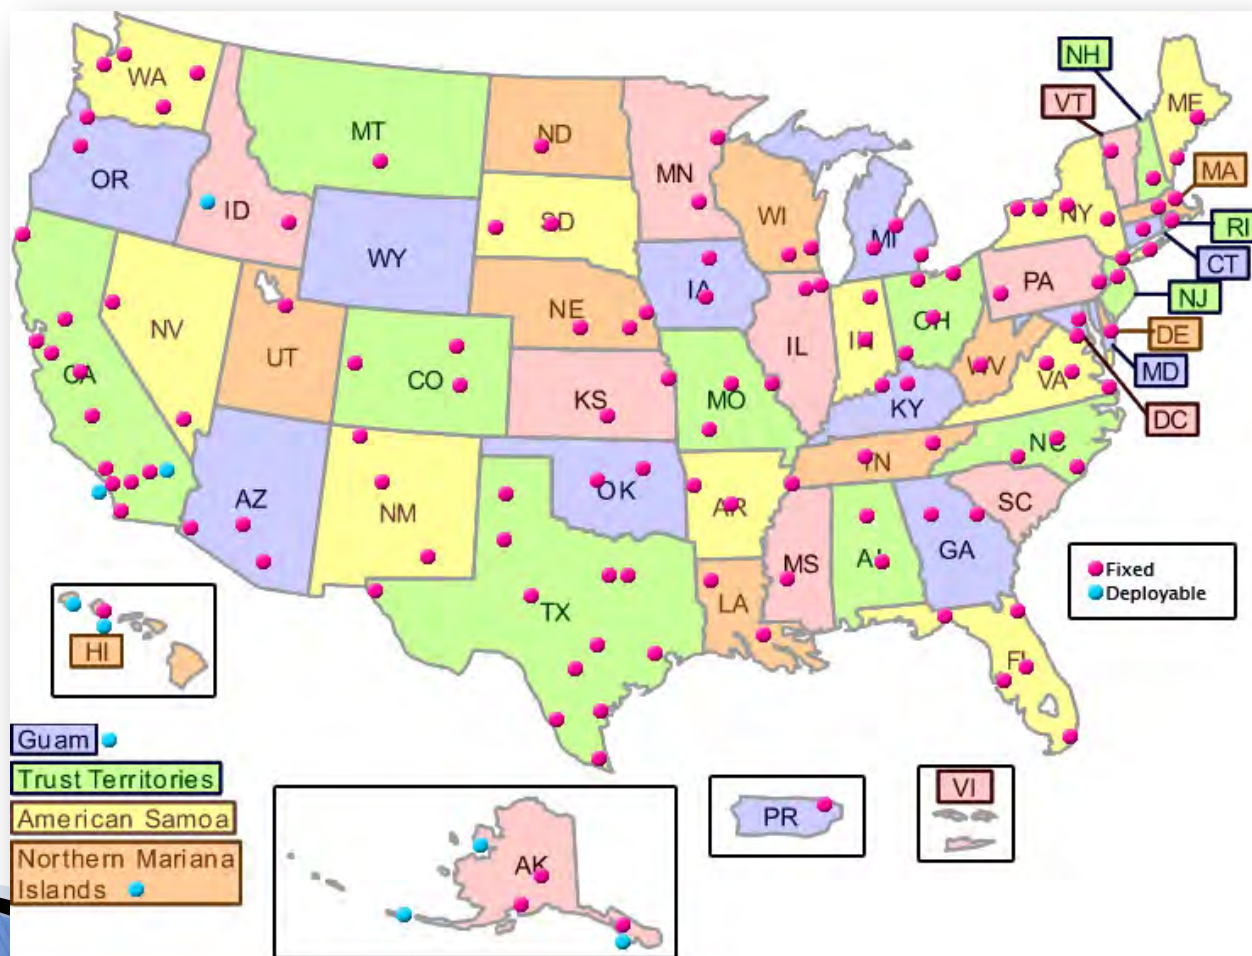 WA
NH
VT
ME
MT
ND
OR
MN
ID
SD
WI
NY
MA
RI
MI
CT
WY
IA
PA
NJ
NE
NV
OH
UT
IL
IN
DE
CO
WV
MD
CA
KS
MO
VA
KY
DC
NC
TN
AZ
OK
NM
AR
SC
MS
AL
GA
LA
TX
Fixed
Deployable
HI
FL
Guam
Trust Territories
American Samoa
Northern Mariana
Islands
AK
PR
VI